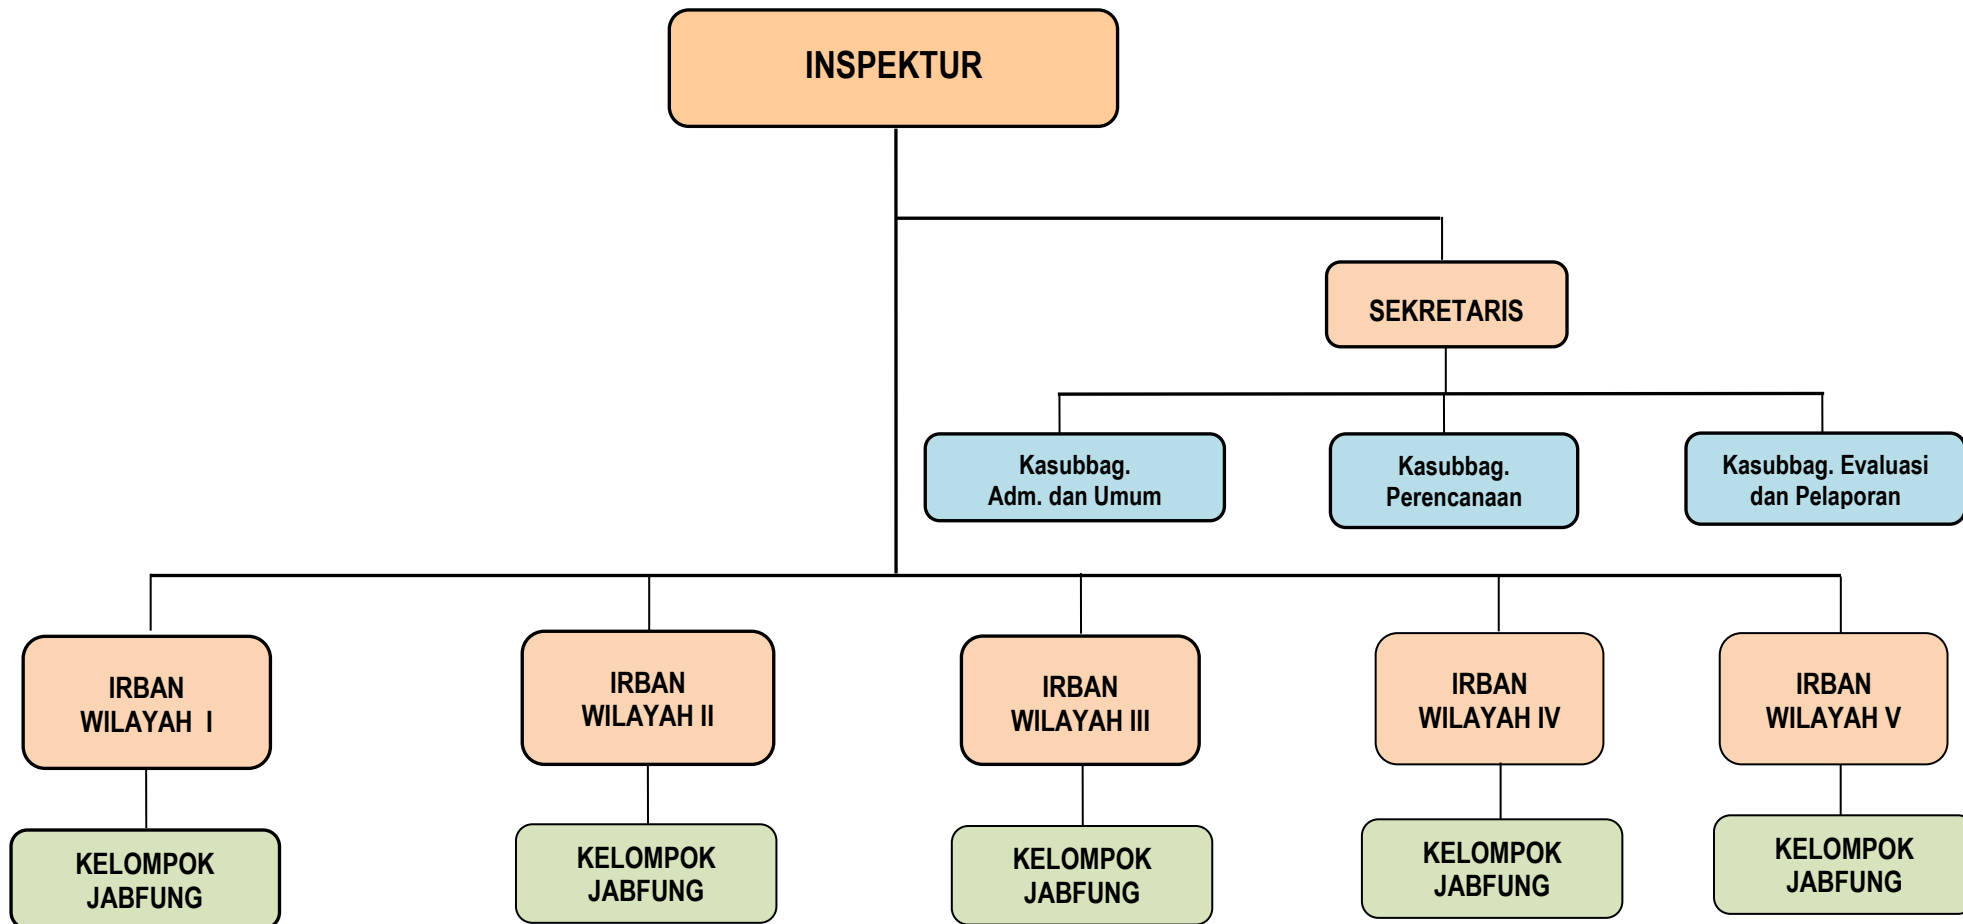 INSPEKTUR
SEKRETARIS
Kasubbag.
Adm. dan Umum
Kasubbag.
Perencanaan
Kasubbag. Evaluasi
dan Pelaporan
IRBAN
WILAYAH I
IRBAN
WILAYAH II
IRBAN
WILAYAH III
IRBAN
WILAYAH IV
IRBAN
WILAYAH V
KELOMPOK
JABFUNG
KELOMPOK
JABFUNG
KELOMPOK
JABFUNG
KELOMPOK
JABFUNG
KELOMPOK
JABFUNG